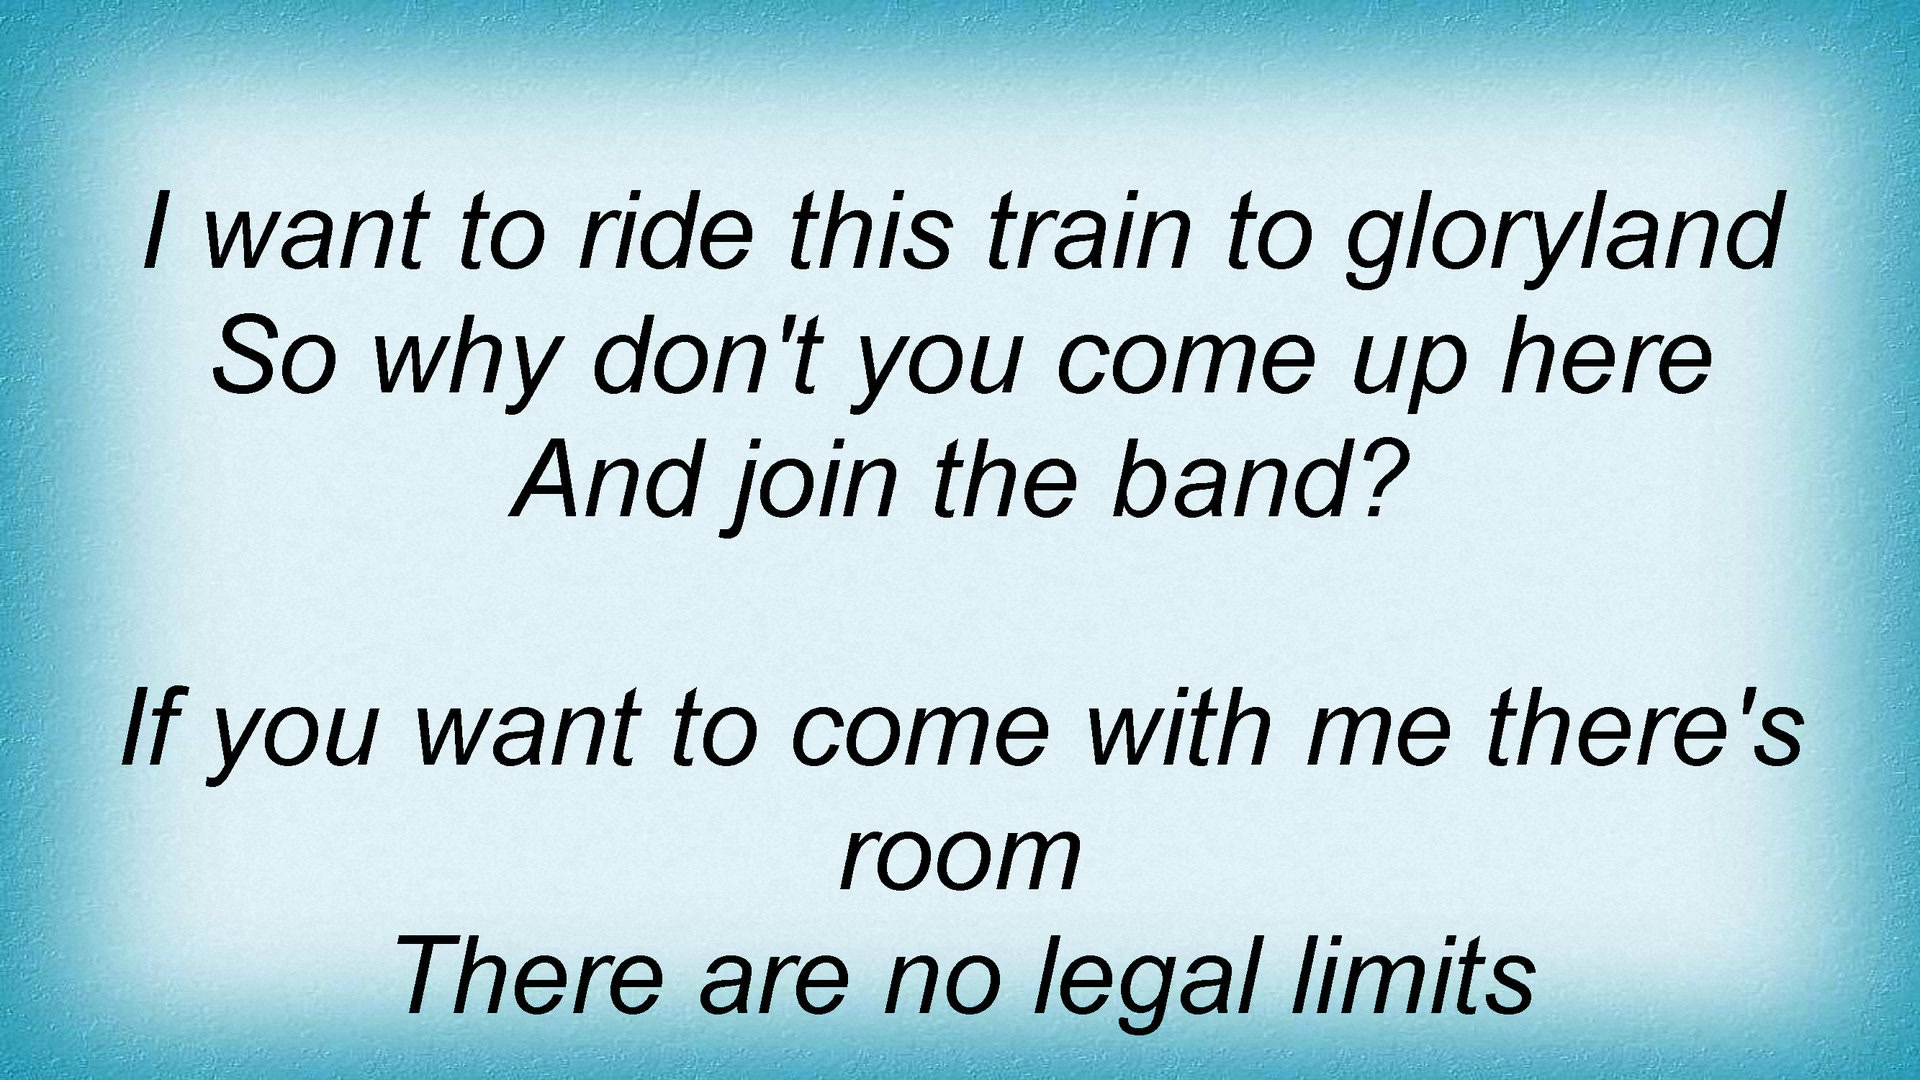 I want to ride this train to gloryland
So why don't you come up here
And join the band?
If you want to come with me there's
room
There are no legal limits